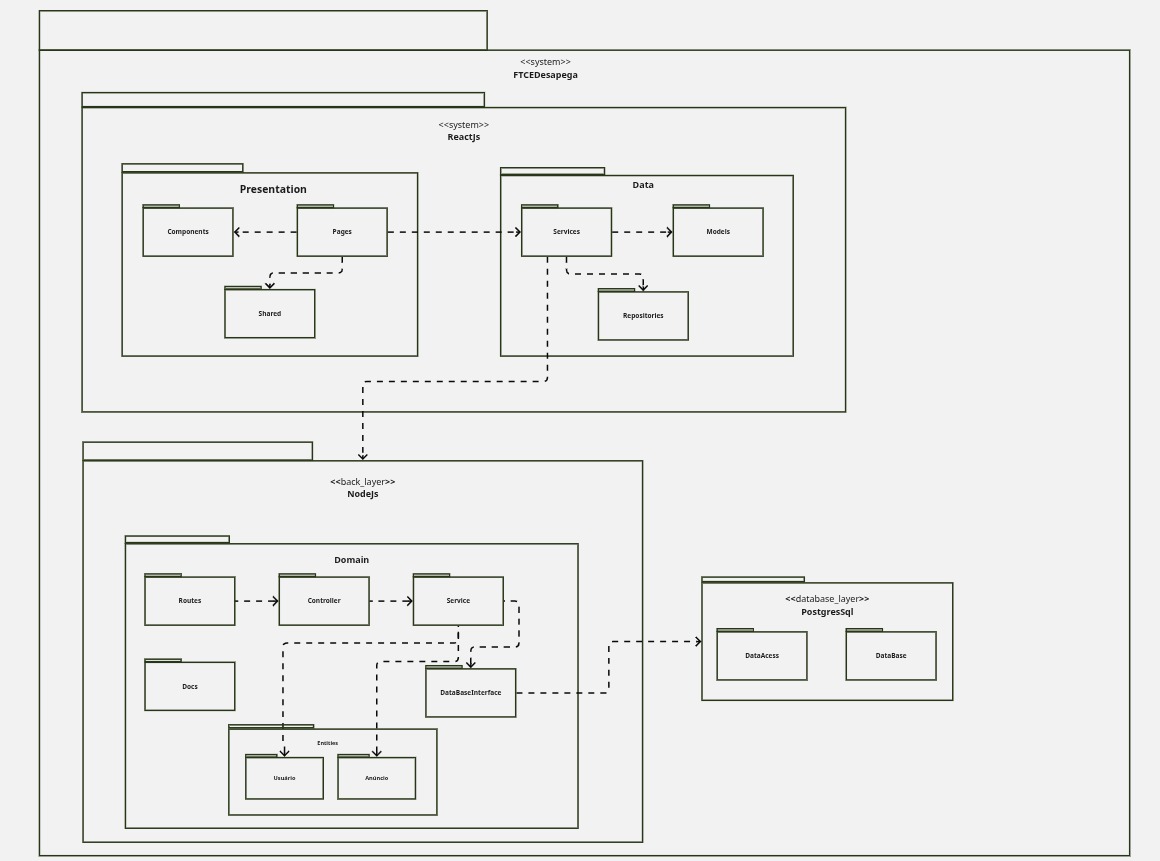 <<system>>
FTCEDesapega
<<system>>
ReactJs
Presentation
Data
Components
Pages
Services
Models
Shared
Repositories
<<back_layer>>
NodeJs
Domain
Routes
Controller
Service
<<database_layer>>
PostgresSql
DataAcess
DataBase
Docs
DataBaseInterface
Entities
Usuário
Anúncio